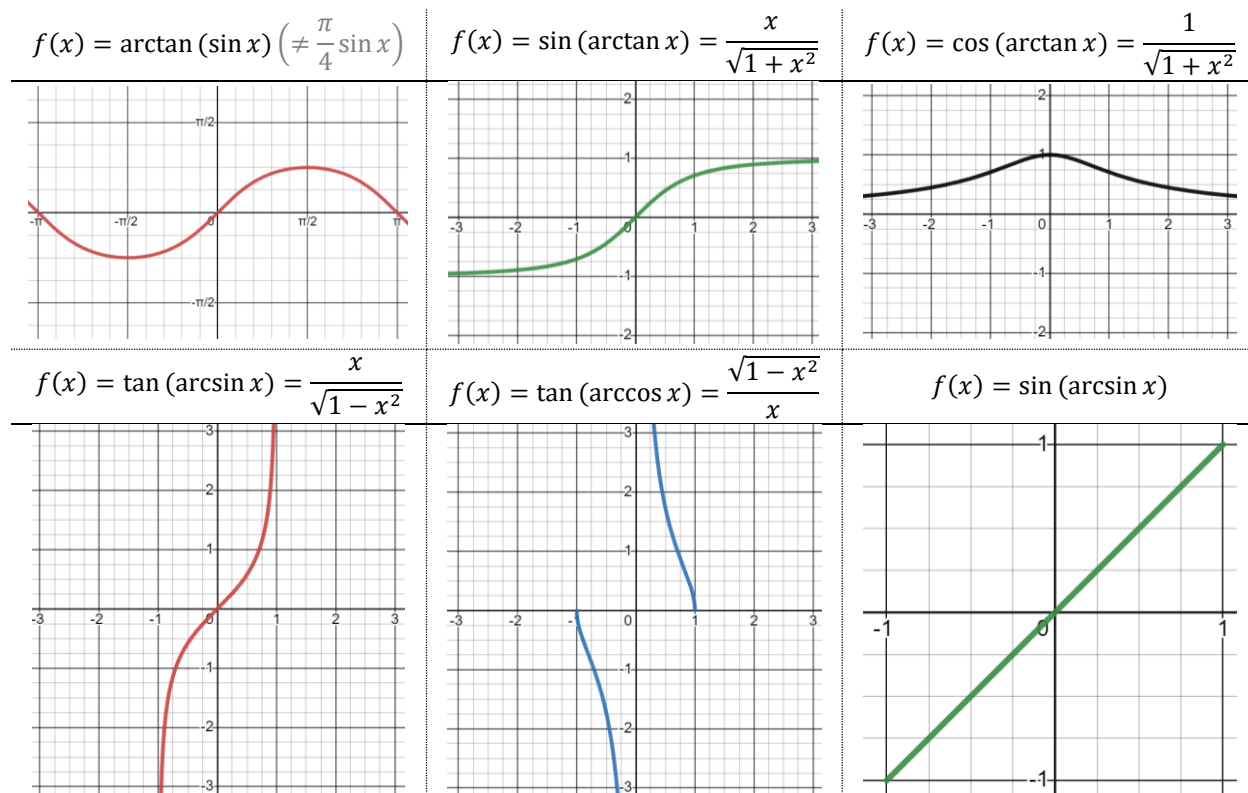 f(x) = arctan (sin x) (≠ π/4 sin x)
f(x) = sin (arctan x) = x/√(1 + x²)
f(x) = cos (arctan x) = 1/√(1 + x²)
π/2
-π -π/2 0 π/2 π
-π/2
2
1
-3 -2 -1 0 1 2 3
-1
-2
2
1
-3 -2 -1 0 1 2 3
-1
-2
f(x) = tan (arcsin x) = x/√(1 − x²)
f(x) = tan (arccos x) = √(1 − x²)/x
f(x) = sin (arcsin x)
3
2
1
-3 -2 -1 0 1 2 3
-1
-2
-3
3
2
1
-3 -2 -1 0 1 2 3
-1
-2
-3
1
-1 0 1
-1